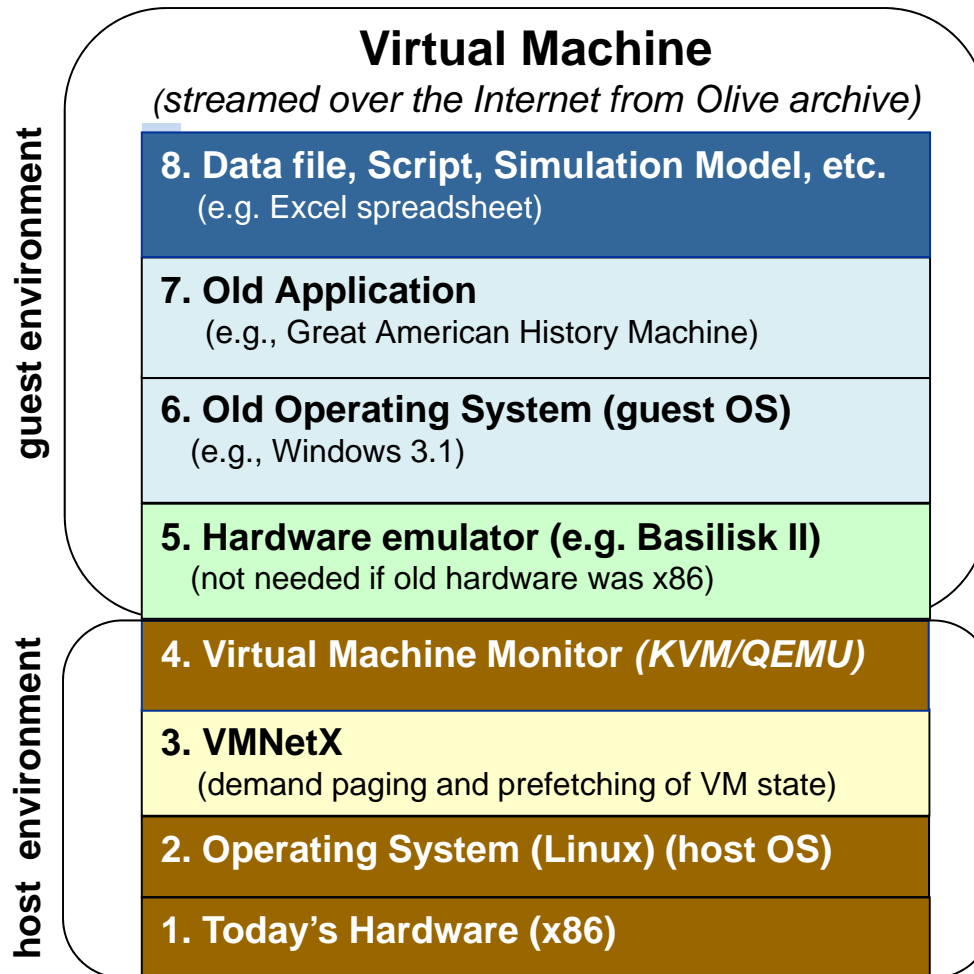 Virtual Machine
(streamed over the Internet from Olive archive)
guest environment
8. Data file, Script, Simulation Model, etc.
(e.g. Excel spreadsheet)
7. Old Application
(e.g., Great American History Machine)
6. Old Operating System (guest OS)
(e.g., Windows 3.1)
5. Hardware emulator (e.g. Basilisk II)
(not needed if old hardware was x86)
host environment
4. Virtual Machine Monitor (KVM/QEMU)
3. VMNetX
(demand paging and prefetching of VM state)
2. Operating System (Linux) (host OS)
1. Today's Hardware (x86)